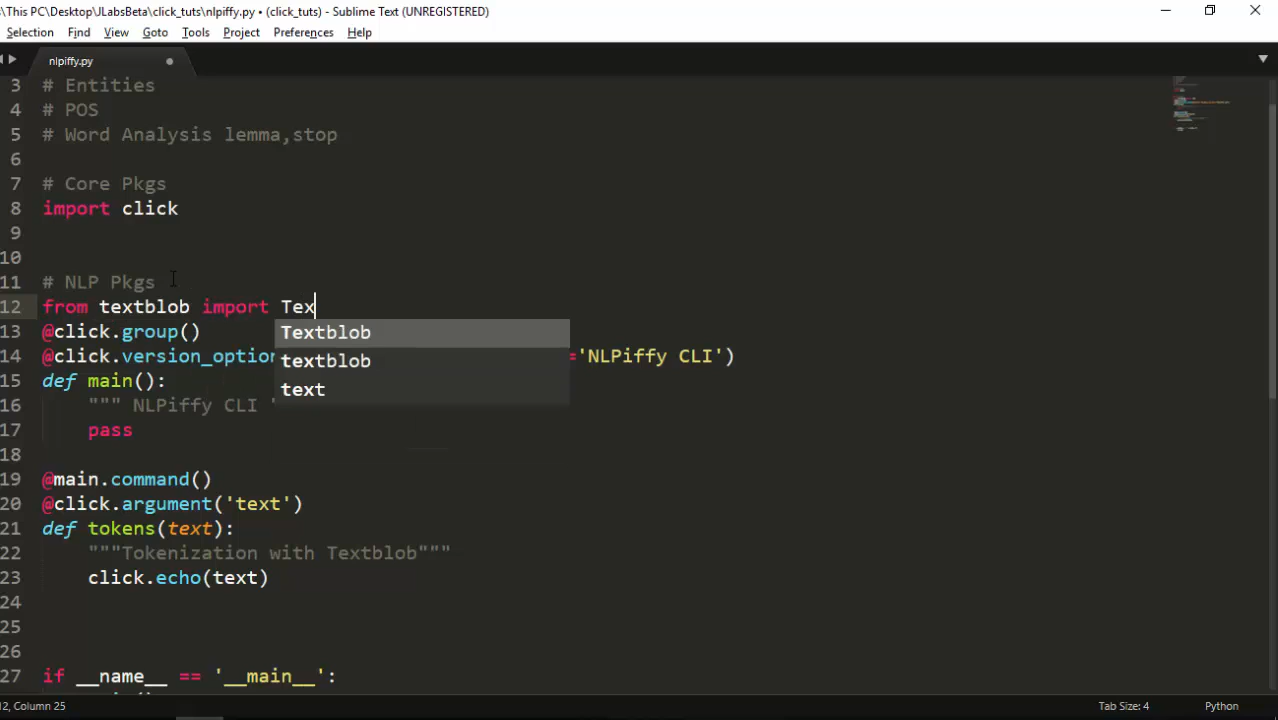 s\This PC\Desktop\JLabsBeta\click_tuts\nlpiffy.py • (click_tuts) - Sublime Text (UNREGISTERED)
Selection Find View Goto Tools Project Preferences Help
nlpiffy.py
3 # Entities
4 # POS
5 # Word Analysis lemma,stop
6
7 # Core Pkgs
8 import click
9
10
11 # NLP Pkgs
12 from textblob import Tex
13 @click.group()
Textblob
14 @click.version_option ='NLPiffy CLI')
textblob
15 def main():
text
16 """ NLPiffy CLI "
17 pass
18
19 @main.command()
20 @click.argument('text')
21 def tokens(text):
22 """Tokenization with Textblob"""
23 click.echo(text)
24
25
26
27 if __name__ == '__main__':
12, Column 25 Tab Size: 4 Python